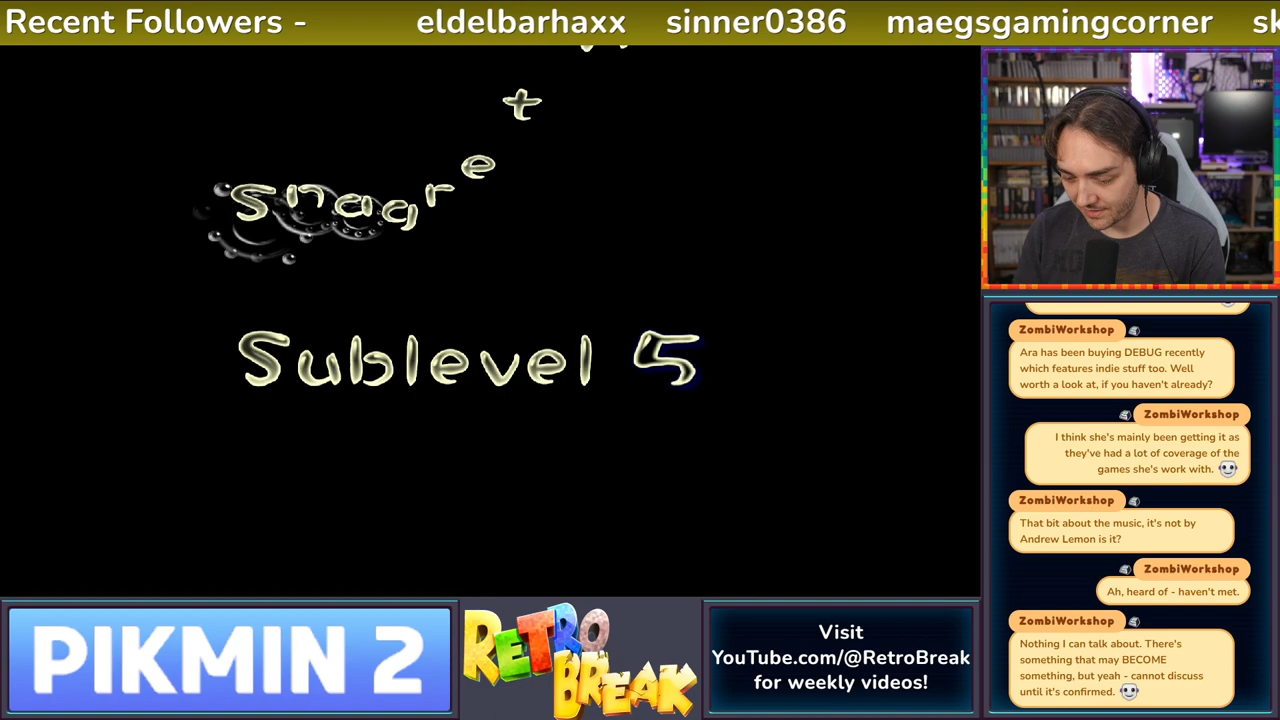 Recent Followers - eldelbarhaxx sinner0386 maegsgamingcorner sk
snagret
Sublevel 5
ZombiWorkshop
Ara has been buying DEBUG recently
which features indie stuff too. Well
worth a look at, if you haven't already?
ZombiWorkshop
I think she's mainly been getting it as
they've had a lot of coverage of the
games she's work with.
ZombiWorkshop
That bit about the music, it's not by
Andrew Lemon is it?
ZombiWorkshop
Ah, heard of - haven't met.
ZombiWorkshop
Nothing I can talk about. There's
something that may BECOME
something, but yeah - cannot discuss
until it's confirmed.
PIKMIN 2
RETRO
BREAK
Visit
YouTube.com/@RetroBreak
for weekly videos!